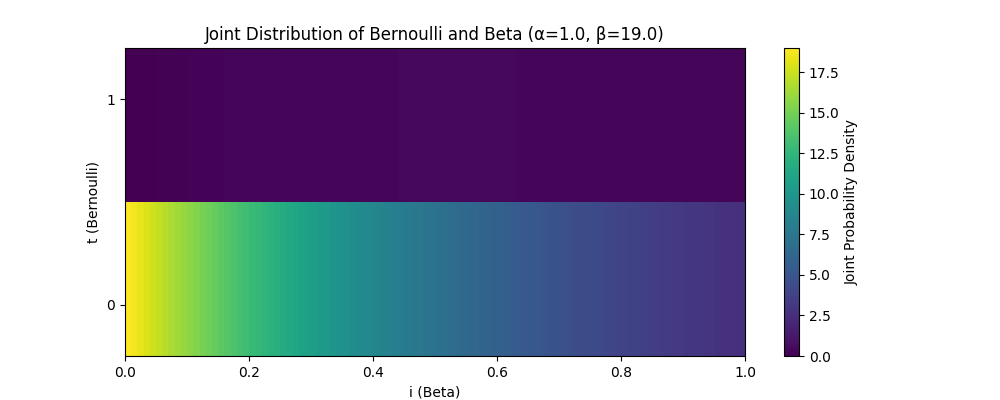 Joint Distribution of Bernoulli and Beta (α=1.0, β=19.0)
t (Bernoulli)
1
0
0.0 0.2 0.4 0.6 0.8 1.0
i (Beta)
17.5
15.0
12.5
10.0
7.5
5.0
2.5
0.0
Joint Probability Density